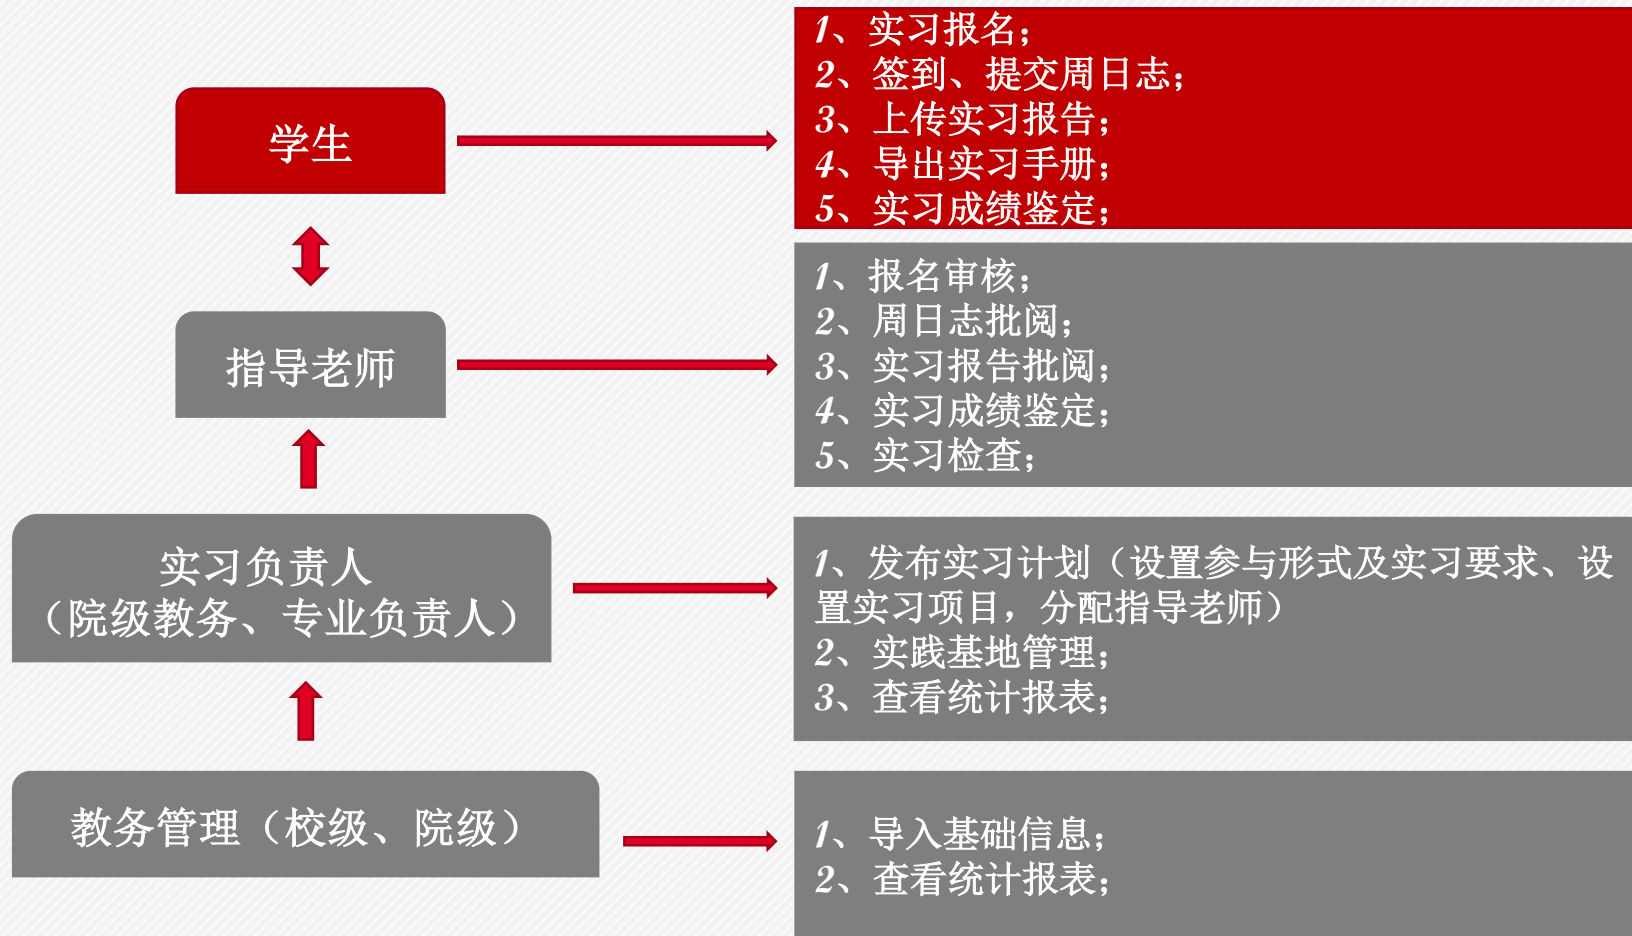 学生
1、实习报名；
2、签到、提交周日志；
3、上传实习报告；
4、导出实习手册；
5、实习成绩鉴定；
指导老师
1、报名审核；
2、周日志批阅；
3、实习报告批阅；
4、实习成绩鉴定；
5、实习检查；
实习负责人
（院级教务、专业负责人）
1、发布实习计划（设置参与形式及实习要求、设
置实习项目，分配指导老师）
2、实践基地管理；
3、查看统计报表；
教务管理（校级、院级）
1、导入基础信息；
2、查看统计报表；